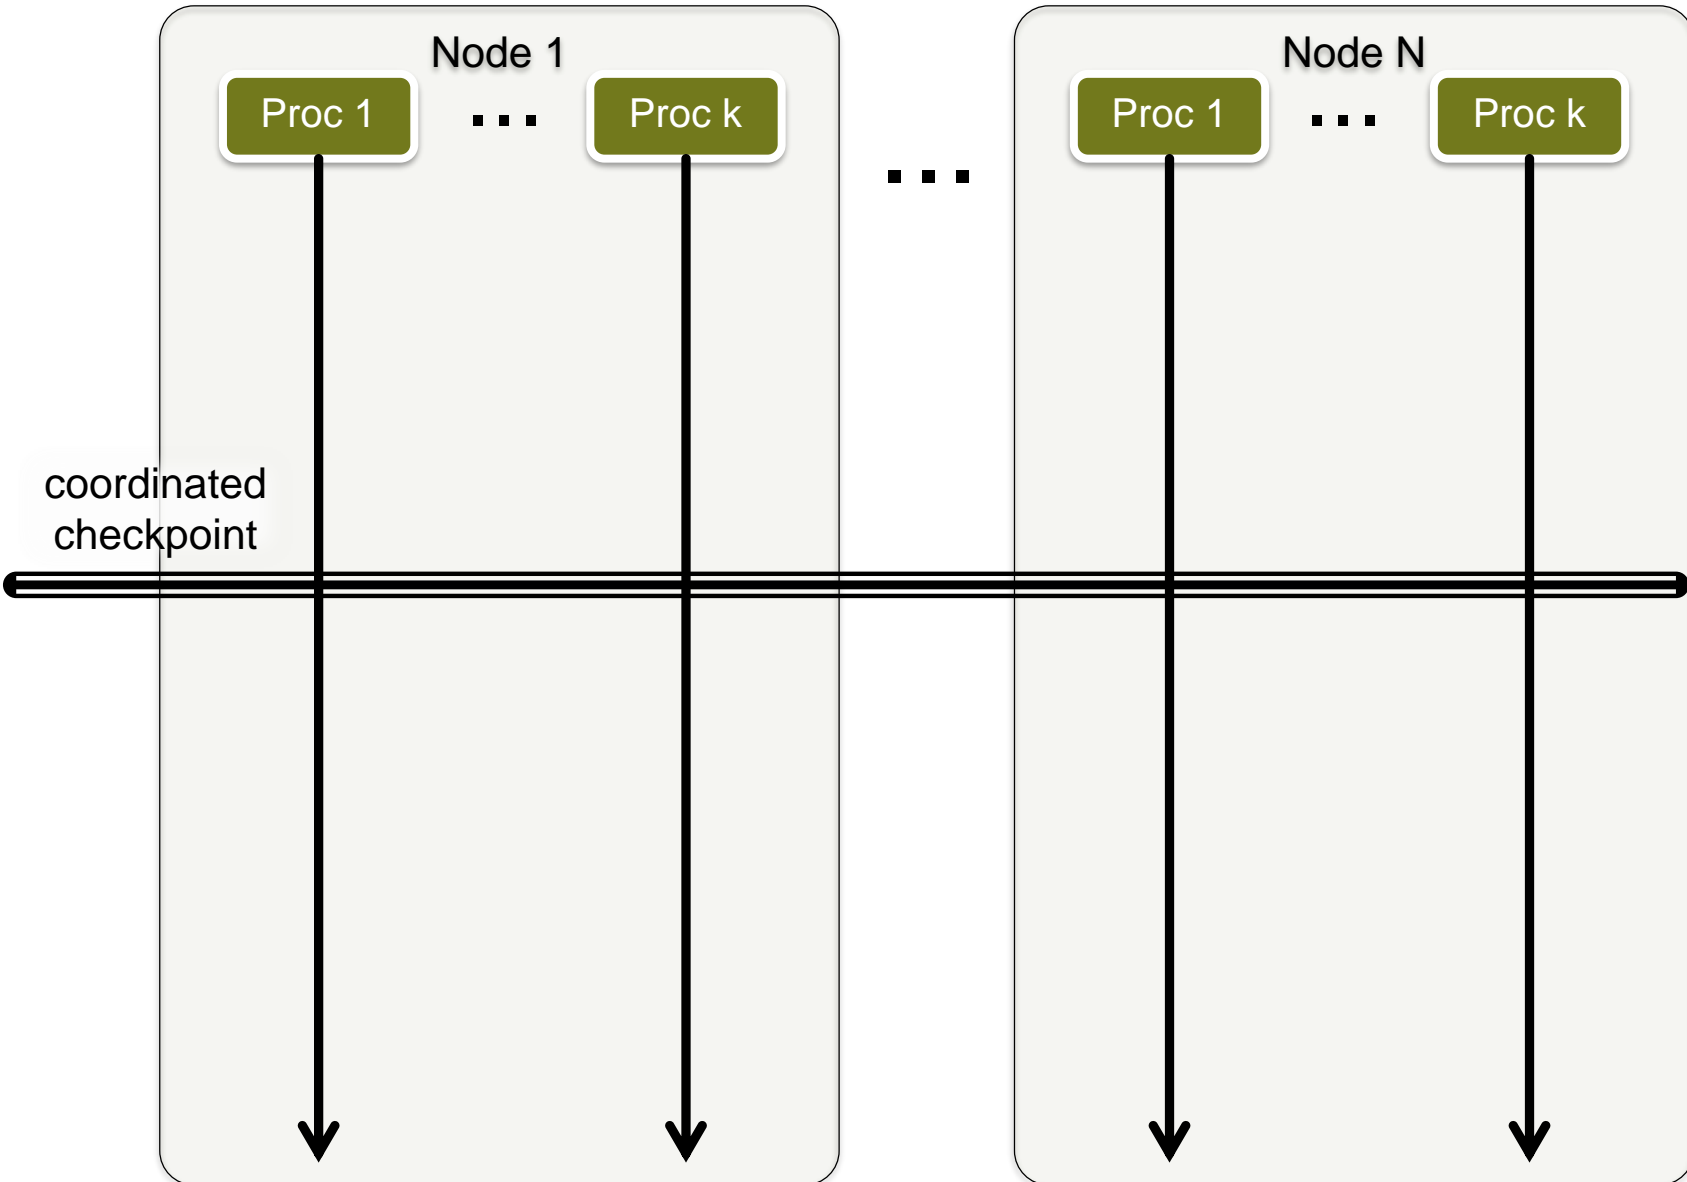 Node 1
Node N
Proc 1 ... Proc k
Proc 1 ... Proc k
...
coordinated
checkpoint